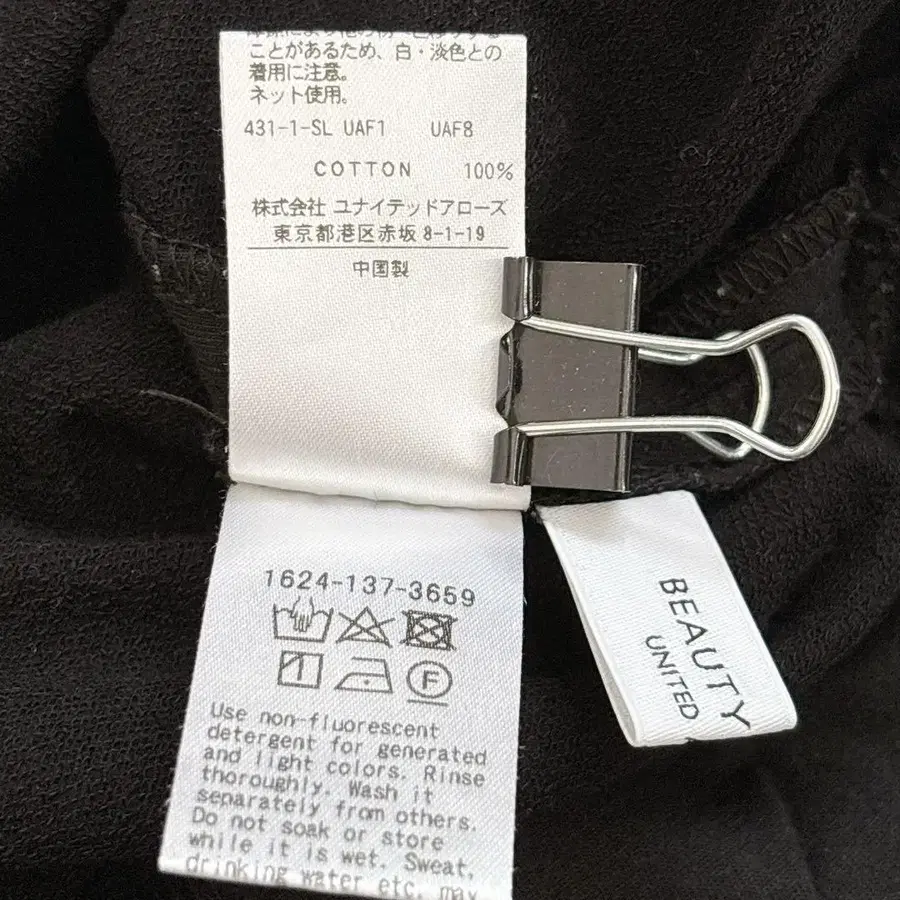 ことがあるため、白・淡色との
着用に注意。
ネット使用。
431-1-SL UAF1 UAF8
COTTON 100%
株式会社 ユナイテッドアローズ
東京都港区赤坂 8-1-19
中国製
1624-137-3659
F
Use non-fluorescent
detergent for generated
and light colors. Rinse
thoroughly. Wash it
separately from others.
Do not soak or store
while it is wet. Sweat,
drinking water etc. may
BEAUTY
UNITED